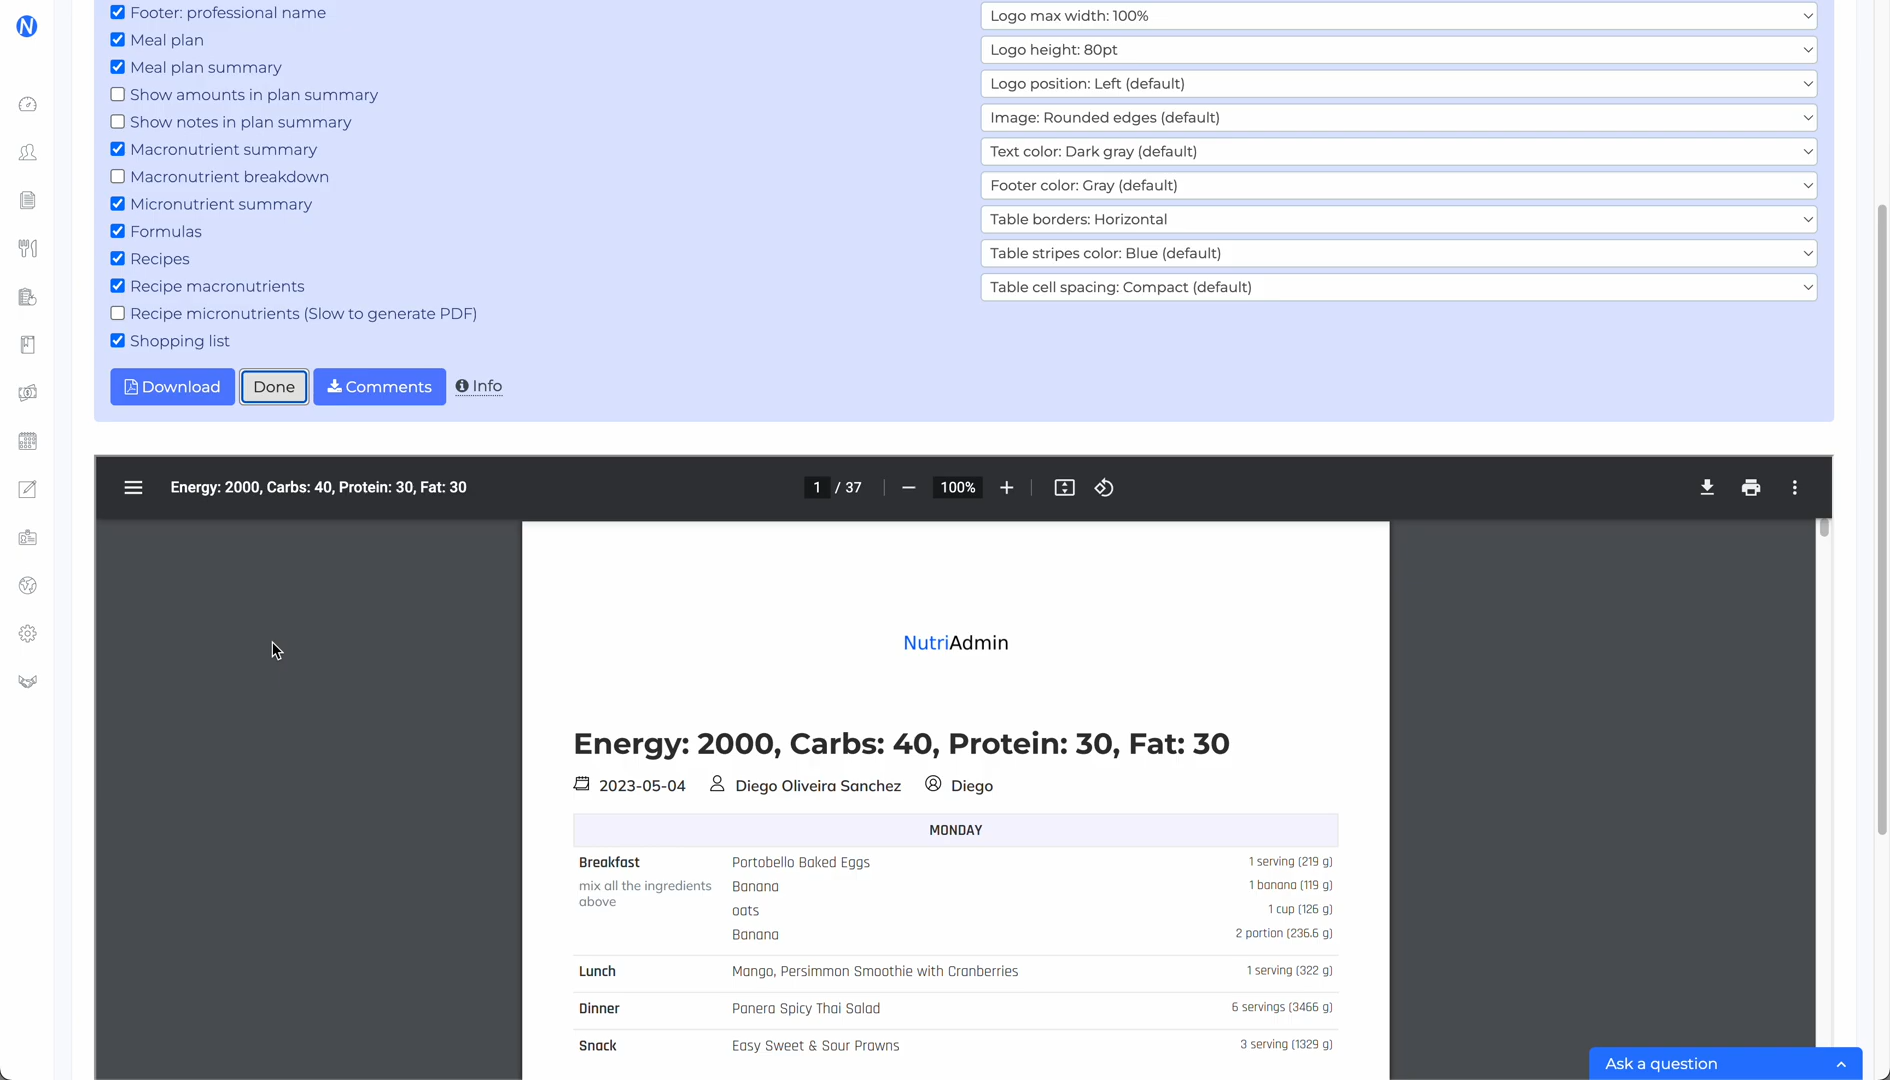 N
Footer: professional name
Meal plan
Meal plan summary
Show amounts in plan summary
Show notes in plan summary
Macronutrient summary
Macronutrient breakdown
Micronutrient summary
Formulas
Recipes
Recipe macronutrients
Recipe micronutrients (Slow to generate PDF)
Shopping list
Logo max width: 100%
Logo height: 80pt
Logo position: Left (default)
Image: Rounded edges (default)
Text color: Dark gray (default)
Footer color: Gray (default)
Table borders: Horizontal
Table stripes color: Blue (default)
Table cell spacing: Compact (default)
Download Done Comments Info
Energy: 2000, Carbs: 40, Protein: 30, Fat: 30 1 / 37 100%
NutriAdmin
Energy: 2000, Carbs: 40, Protein: 30, Fat: 30
2023-05-04 Diego Oliveira Sanchez Diego
MONDAY
Breakfast Portobello Baked Eggs 1 serving (219 g)
mix all the ingredients Banana 1 banana (119 g)
above
oats 1 cup (126 g)
Banana 2 portion (236.6 g)
Lunch Mango, Persimmon Smoothie with Cranberries 1 serving (322 g)
Dinner Panera Spicy Thai Salad 6 servings (3466 g)
Snack Easy Sweet & Sour Prawns 3 serving (1329 g)
Ask a question